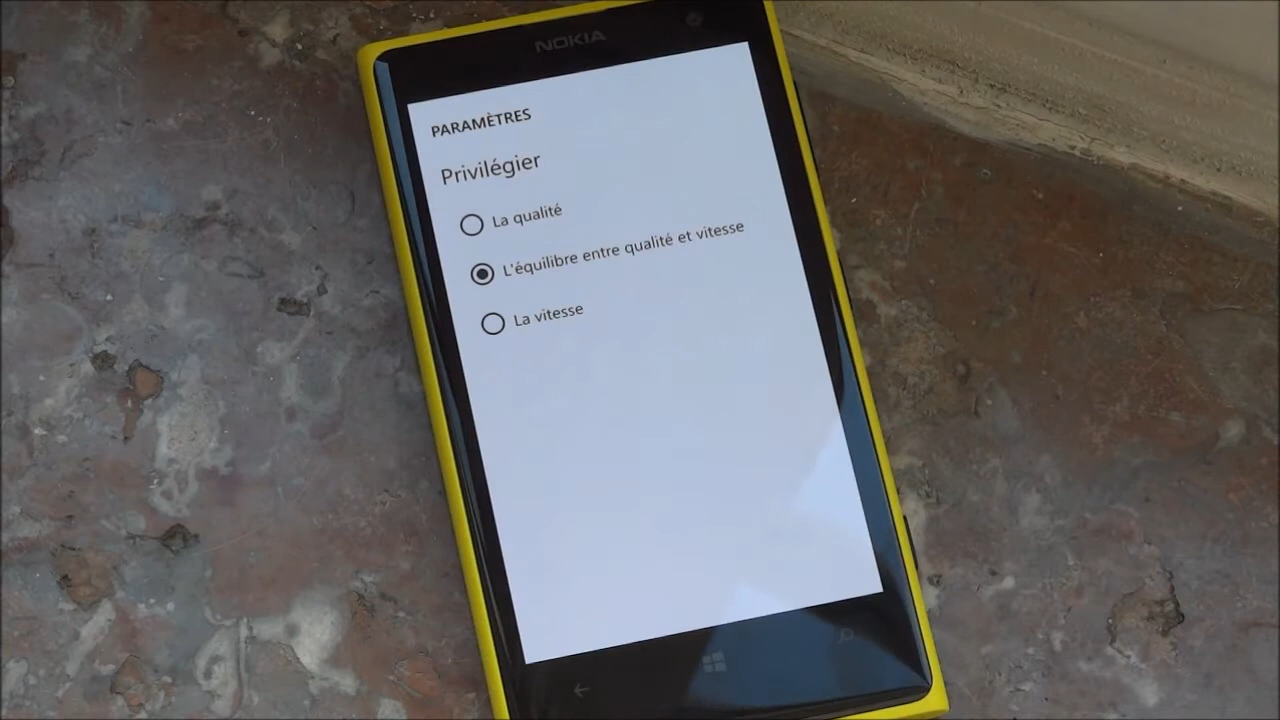 NOKIA
PARAMÈTRES
Privilégier
La qualité
L'équilibre entre qualité et vitesse
La vitesse